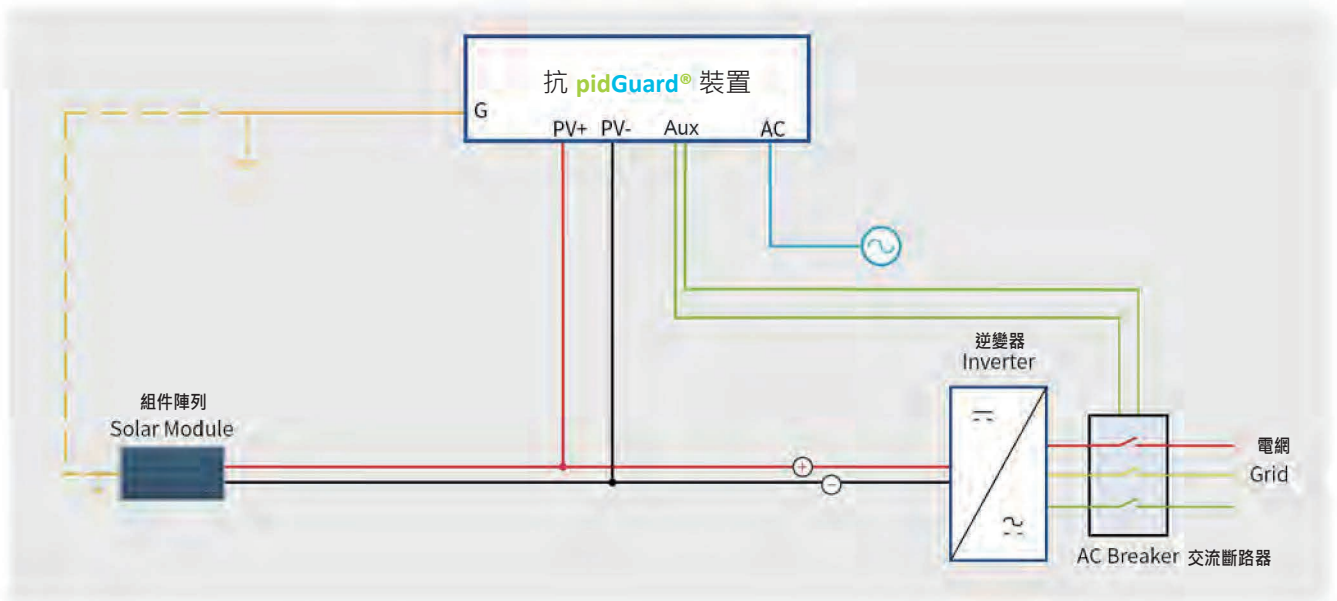 抗 pidGuard® 裝置
G
PV+ PV- Aux AC
逆變器
Inverter
組件陣列
Solar Module
電網
Grid
AC Breaker 交流斷路器